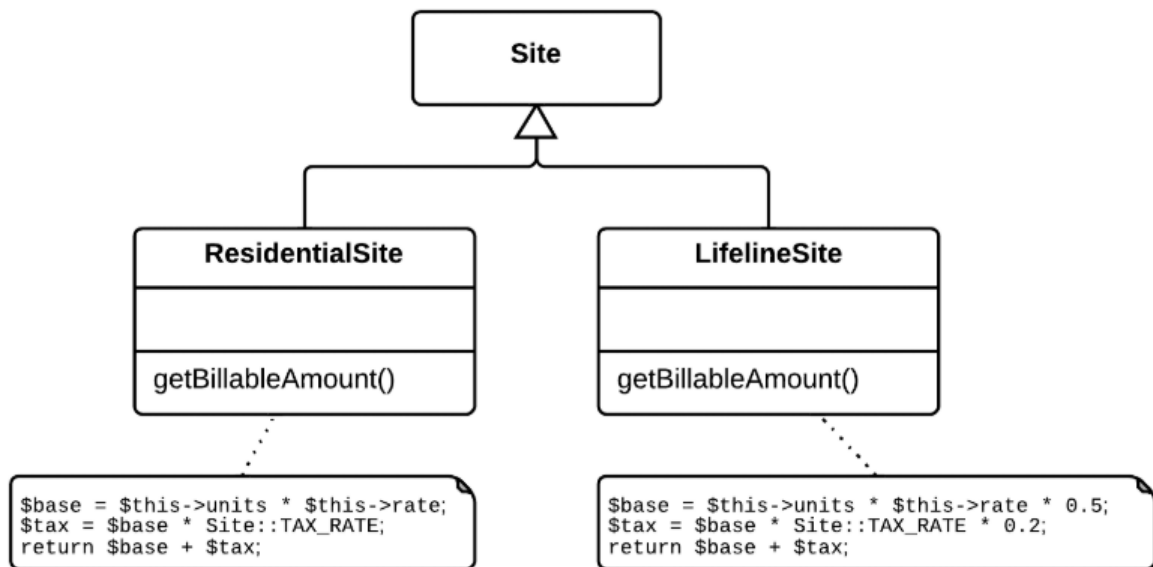 Site
ResidentialSite
getBillableAmount()
LifelineSite
getBillableAmount()
$base = $this->units * $this->rate;
$tax = $base * Site::TAX_RATE;
return $base + $tax;
$base = $this->units * $this->rate * 0.5;
$tax = $base * Site::TAX_RATE * 0.2;
return $base + $tax;